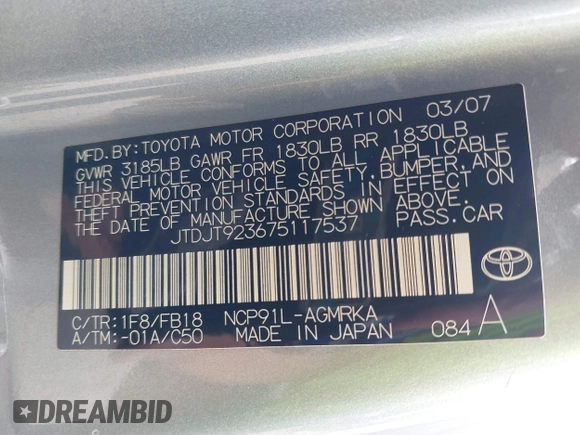 MFD.BY:TOYOTA MOTOR CORPORATION 03/07
GVWR 3185LB GAWR FR 1830LB RR 1830LB
THIS VEHICLE CONFORMS TO ALL APPLICABLE
FEDERAL MOTOR VEHICLE SAFETY,BUMPER,AND
THEFT PREVENTION STANDARDS IN EFFECT
ON THE DATE OF MANUFACTURE SHOWN ABOVE.
JTDJT923675117537 PASS.CAR
C/TR:1F8/FB18 NCP91L-AGMRKA
A/TM:-01A/C50 MADE IN JAPAN 084 A
DREAMBID